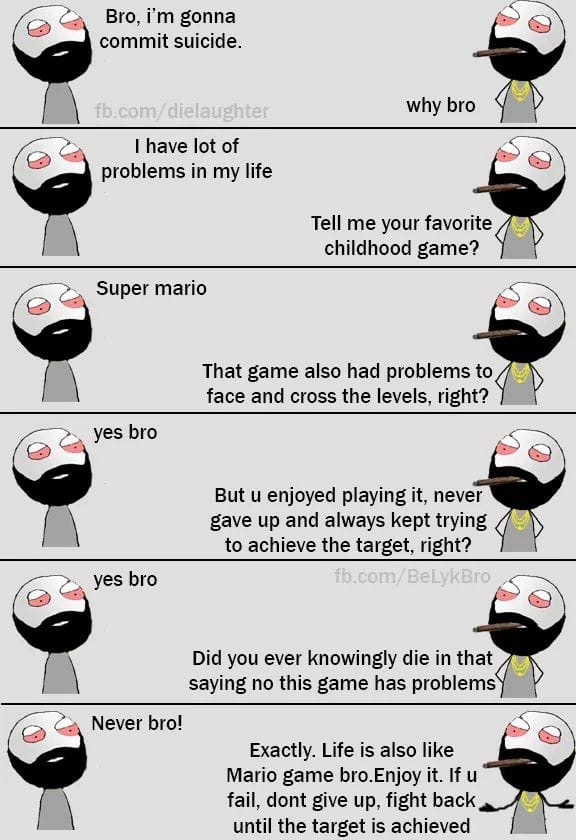 Bro, i'm gonna
commit suicide.
fb.com/dielaughter
why bro
I have lot of
problems in my life
Tell me your favorite
childhood game?
Super mario
That game also had problems to
face and cross the levels, right?
yes bro
But u enjoyed playing it, never
gave up and always kept trying
to achieve the target, right?
yes bro
fb.com/BeLykBro
Did you ever knowingly die in that
saying no this game has problems
Never bro!
Exactly. Life is also like
Mario game bro.Enjoy it. If u
fail, dont give up, fight back
until the target is achieved